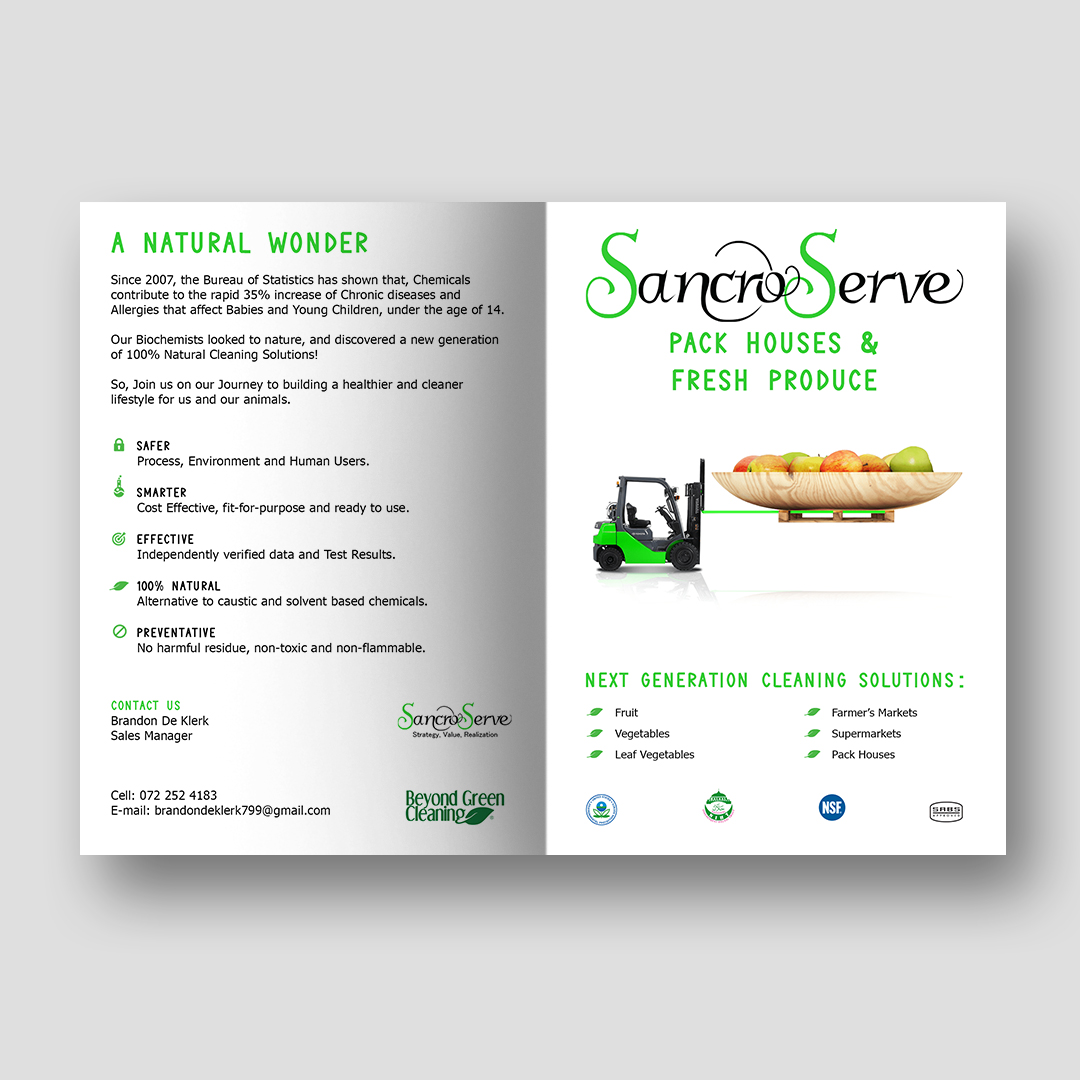 A NATURAL WONDER
Since 2007, the Bureau of Statistics has shown that, Chemicals
contribute to the rapid 35% increase of Chronic diseases and
Allergies that affect Babies and Young Children, under the age of 14.
Our Biochemists looked to nature, and discovered a new generation
of 100% Natural Cleaning Solutions!
So, Join us on our Journey to building a healthier and cleaner
lifestyle for us and our animals.
SAFER
Process, Environment and Human Users.
SMARTER
Cost Effective, fit-for-purpose and ready to use.
EFFECTIVE
Independently verified data and Test Results.
100% NATURAL
Alternative to caustic and solvent based chemicals.
PREVENTATIVE
No harmful residue, non-toxic and non-flammable.
CONTACT US
Brandon De Klerk
Sales Manager
SancroServe
Strategy, Value, Realization
Cell: 072 252 4183
E-mail: brandondeklerk799@gmail.com
Beyond Green
Cleaning
®
SancroServe
PACK HOUSES &
FRESH PRODUCE
NEXT GENERATION CLEANING SOLUTIONS:
Fruit
Vegetables
Leaf Vegetables
Farmer's Markets
Supermarkets
Pack Houses
NSF
SABS
APPROVED